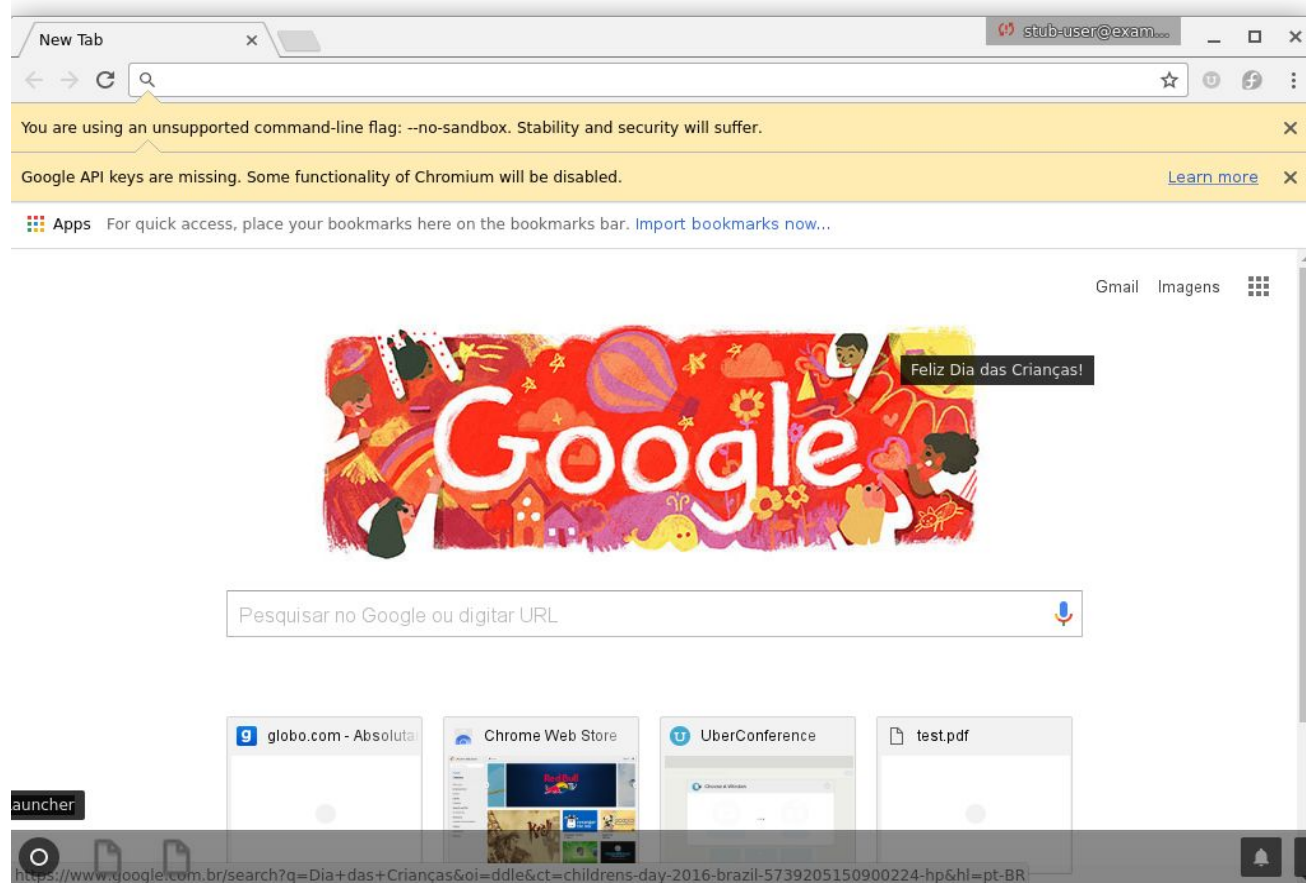 New Tab
stub-user@exam...
You are using an unsupported command-line flag: --no-sandbox. Stability and security will suffer.
Google API keys are missing. Some functionality of Chromium will be disabled. Learn more
Apps For quick access, place your bookmarks here on the bookmarks bar. Import bookmarks now...
Gmail Imagens
Feliz Dia das Crianças!
Google
Pesquisar no Google ou digitar URL
globo.com - Absoluta
Chrome Web Store
UberConference
test.pdf
Red Bull
auncher
https://www.google.com.br/search?q=Dia+das+Crianças&oi=ddle&ct=childrens-day-2016-brazil-5739205150900224-hp&hl=pt-BR